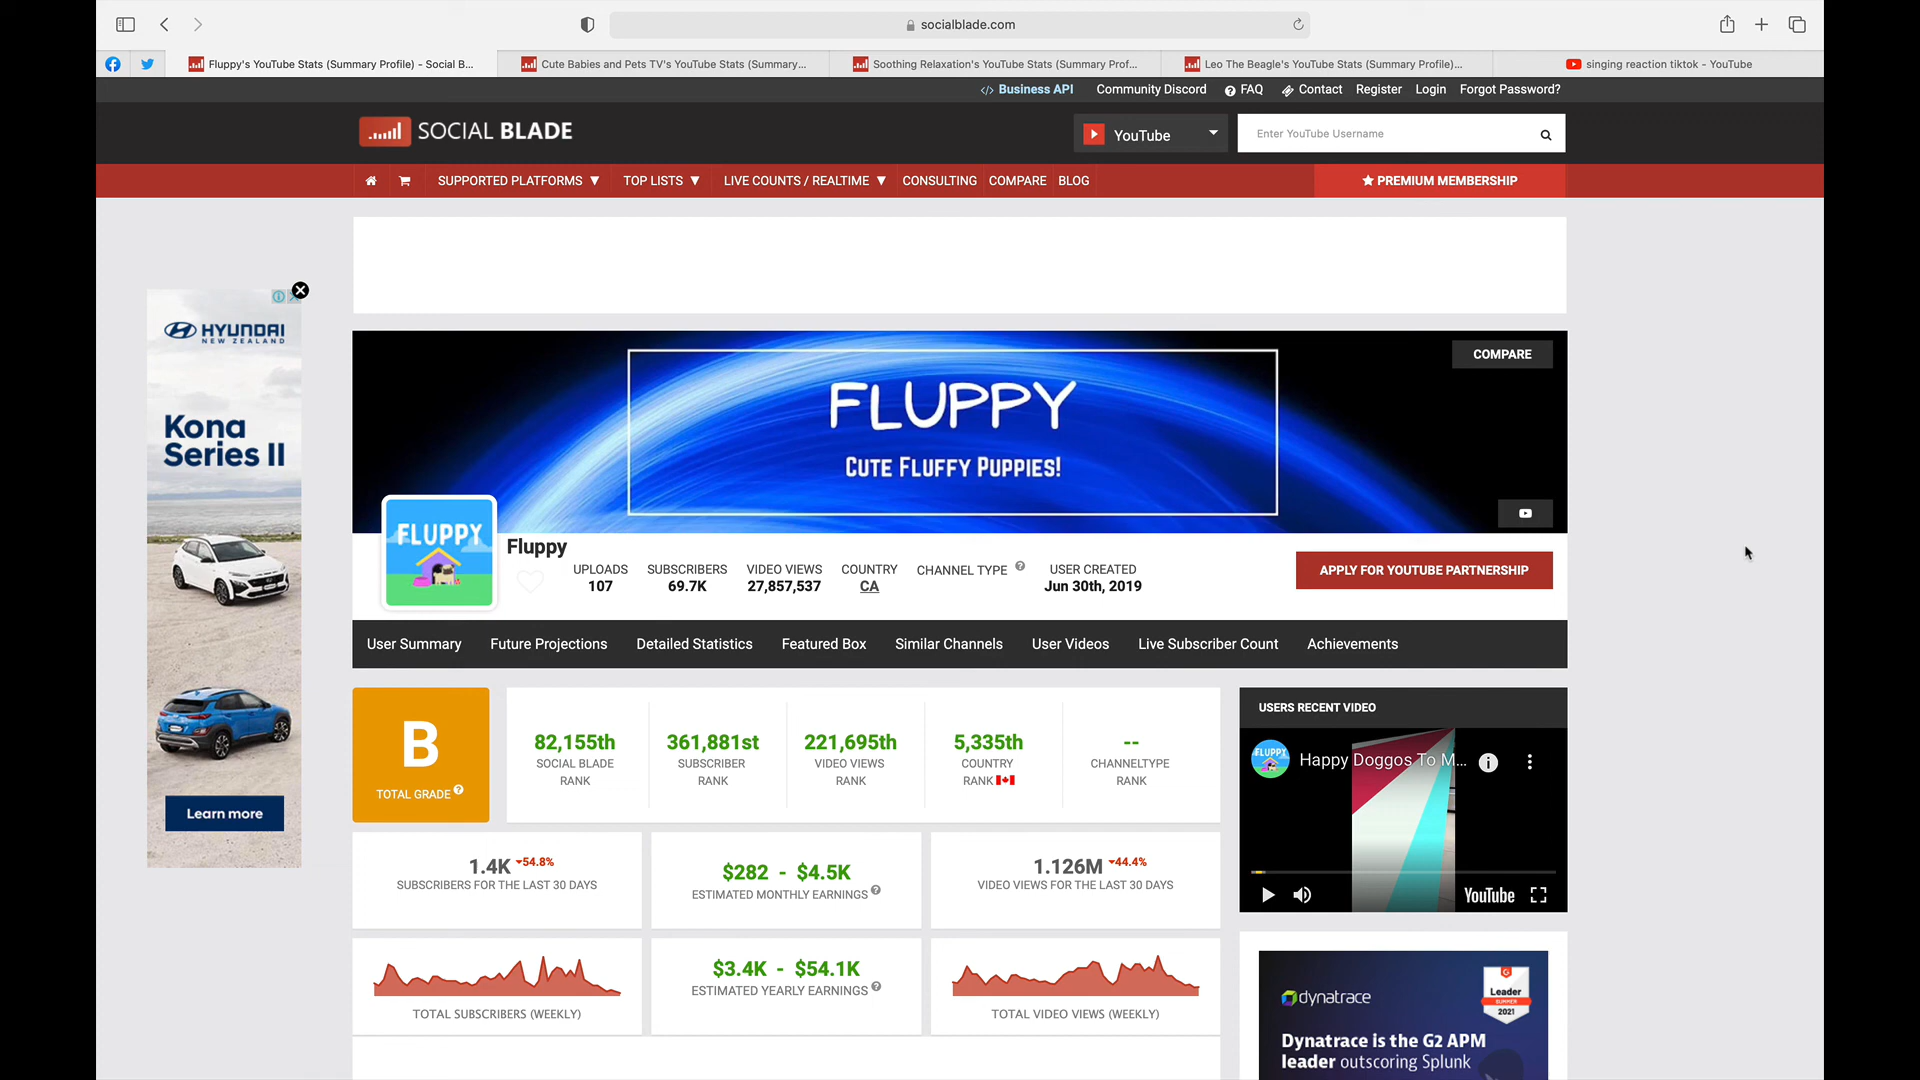 socialblade.com
Fluppy's YouTube Stats (Summary Profile) - Social B...
Cute Babies and Pets TV's YouTube Stats (Summary...
Soothing Relaxation's YouTube Stats (Summary Prof...
Leo The Beagle's YouTube Stats (Summary Profile)...
singing reaction tiktok - YouTube
</> Business API Community Discord ? FAQ Contact Register Login Forgot Password?
SOCIAL BLADE
YouTube
Enter YouTube Username
SUPPORTED PLATFORMS ▼ TOP LISTS ▼ LIVE COUNTS / REALTIME ▼ CONSULTING COMPARE BLOG
★ PREMIUM MEMBERSHIP
HYUNDAI
NEW ZEALAND
Kona
Series II
Learn more
COMPARE
FLUPPY
CUTE FLUFFY PUPPIES!
FLUPPY
Fluppy
UPLOADS
107
SUBSCRIBERS
69.7K
VIDEO VIEWS
27,857,537
COUNTRY
CA
CHANNEL TYPE ?
USER CREATED
Jun 30th, 2019
APPLY FOR YOUTUBE PARTNERSHIP
User Summary Future Projections Detailed Statistics Featured Box Similar Channels User Videos Live Subscriber Count Achievements
B
TOTAL GRADE ?
82,155th
SOCIAL BLADE
RANK
361,881st
SUBSCRIBER
RANK
221,695th
VIDEO VIEWS
RANK
5,335th
COUNTRY
RANK
--
CHANNELTYPE
RANK
USERS RECENT VIDEO
FLUPPY
Happy Doggos To M...
YouTube
1.4K -54.8%
SUBSCRIBERS FOR THE LAST 30 DAYS
$282 - $4.5K
ESTIMATED MONTHLY EARNINGS ?
1.126M -44.4%
VIDEO VIEWS FOR THE LAST 30 DAYS
TOTAL SUBSCRIBERS (WEEKLY)
$3.4K - $54.1K
ESTIMATED YEARLY EARNINGS ?
TOTAL VIDEO VIEWS (WEEKLY)
dynatrace
Leader
SUMMER
2021
Dynatrace is the G2 APM
leader outscoring Splunk